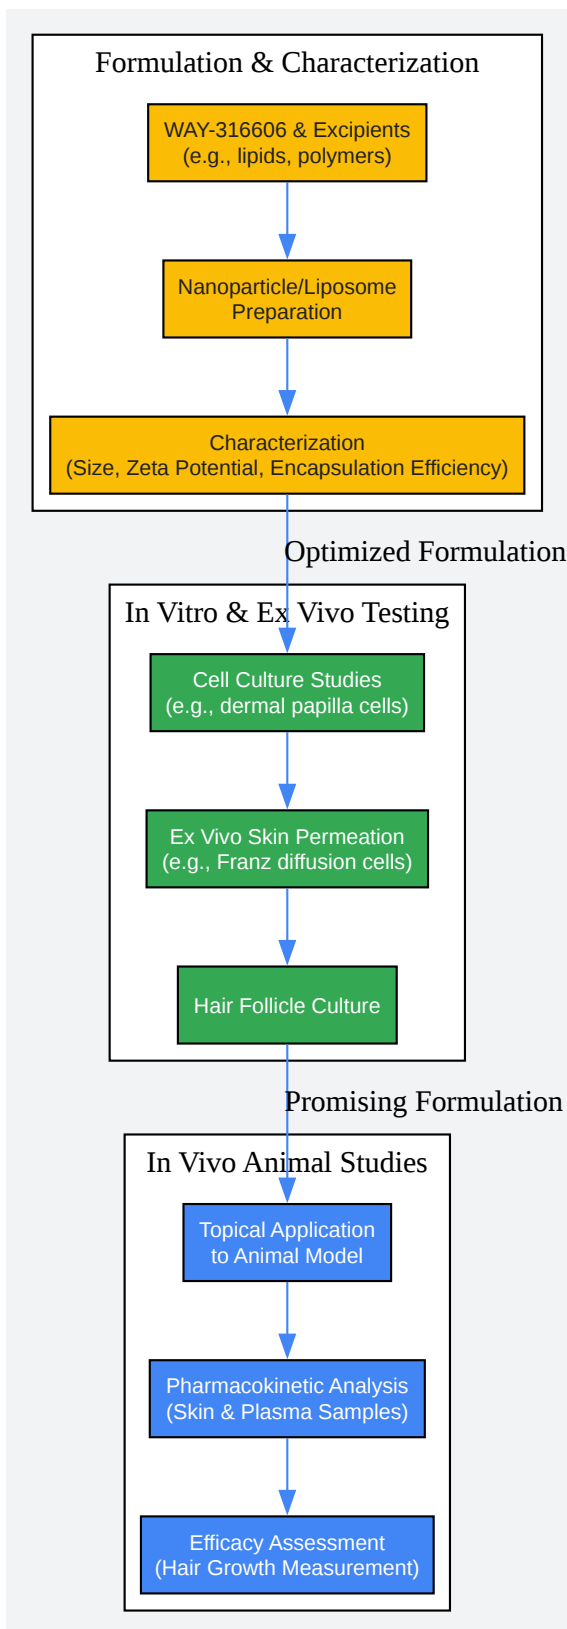 Formulation & Characterization
WAY-316606 & Excipients
(e.g., lipids, polymers)
Nanoparticle/Liposome
Preparation
Characterization
(Size, Zeta Potential, Encapsulation Efficiency)
Optimized Formulation
In Vitro & Ex Vivo Testing
Cell Culture Studies
(e.g., dermal papilla cells)
Ex Vivo Skin Permeation
(e.g., Franz diffusion cells)
Hair Follicle Culture
Promising Formulation
In Vivo Animal Studies
Topical Application
to Animal Model
Pharmacokinetic Analysis
(Skin & Plasma Samples)
Efficacy Assessment
(Hair Growth Measurement)